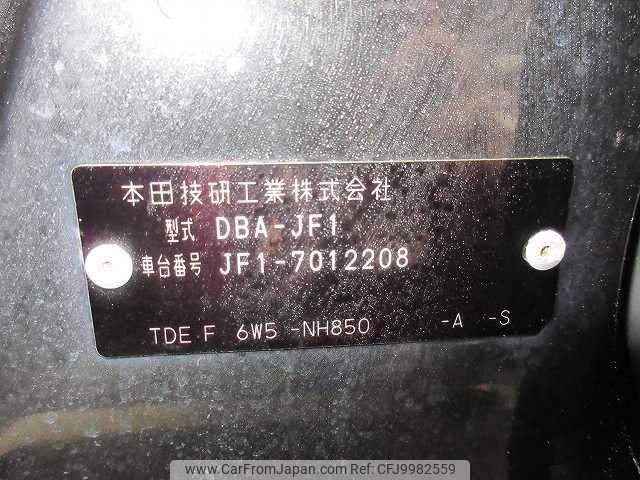 本田技研工業株式会社
型式 DBA-JF1
車台番号 JF1-7012208
TDE F 6W5 -NH850 -A -S
www.CarFromJapan.com - ref:CFJ9982559